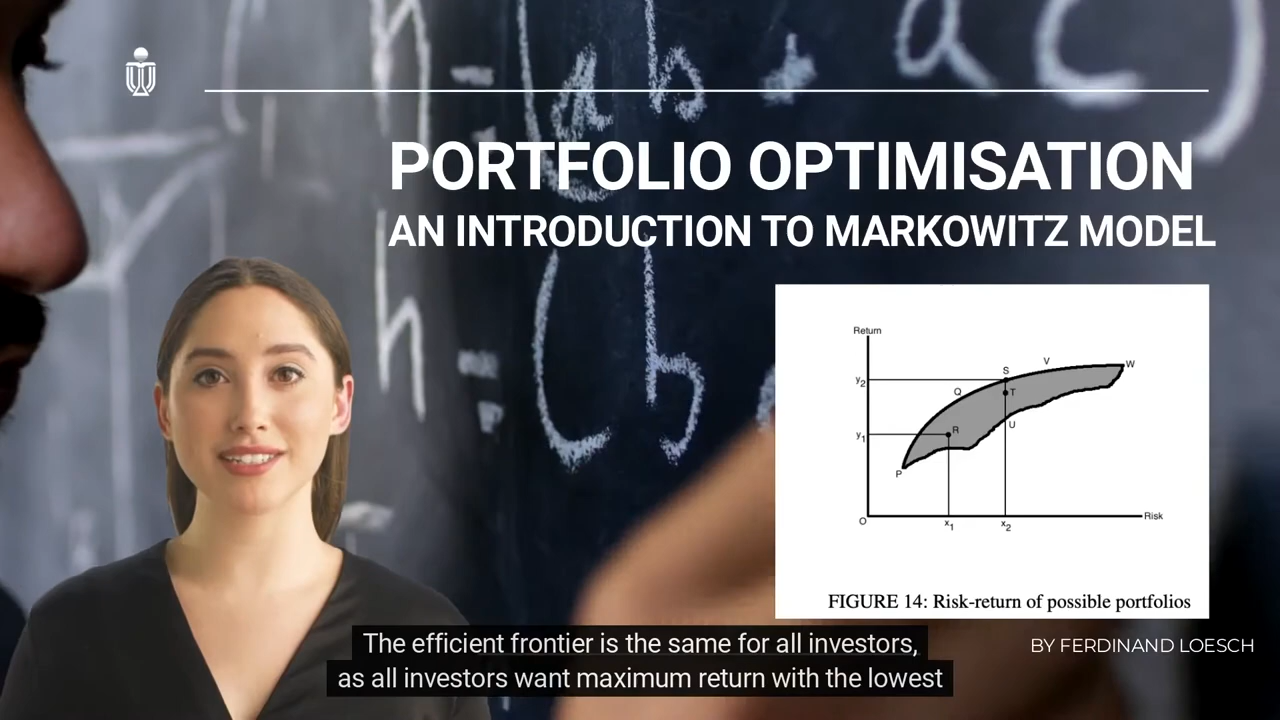 PORTFOLIO OPTIMISATION
AN INTRODUCTION TO MARKOWITZ MODEL
Return
y2
y1
S
V
W
Q
T
U
R
P
O
x1
x2
Risk
FIGURE 14: Risk-return of possible portfolios
BY FERDINAND LOESCH
The efficient frontier is the same for all investors,
as all investors want maximum return with the lowest